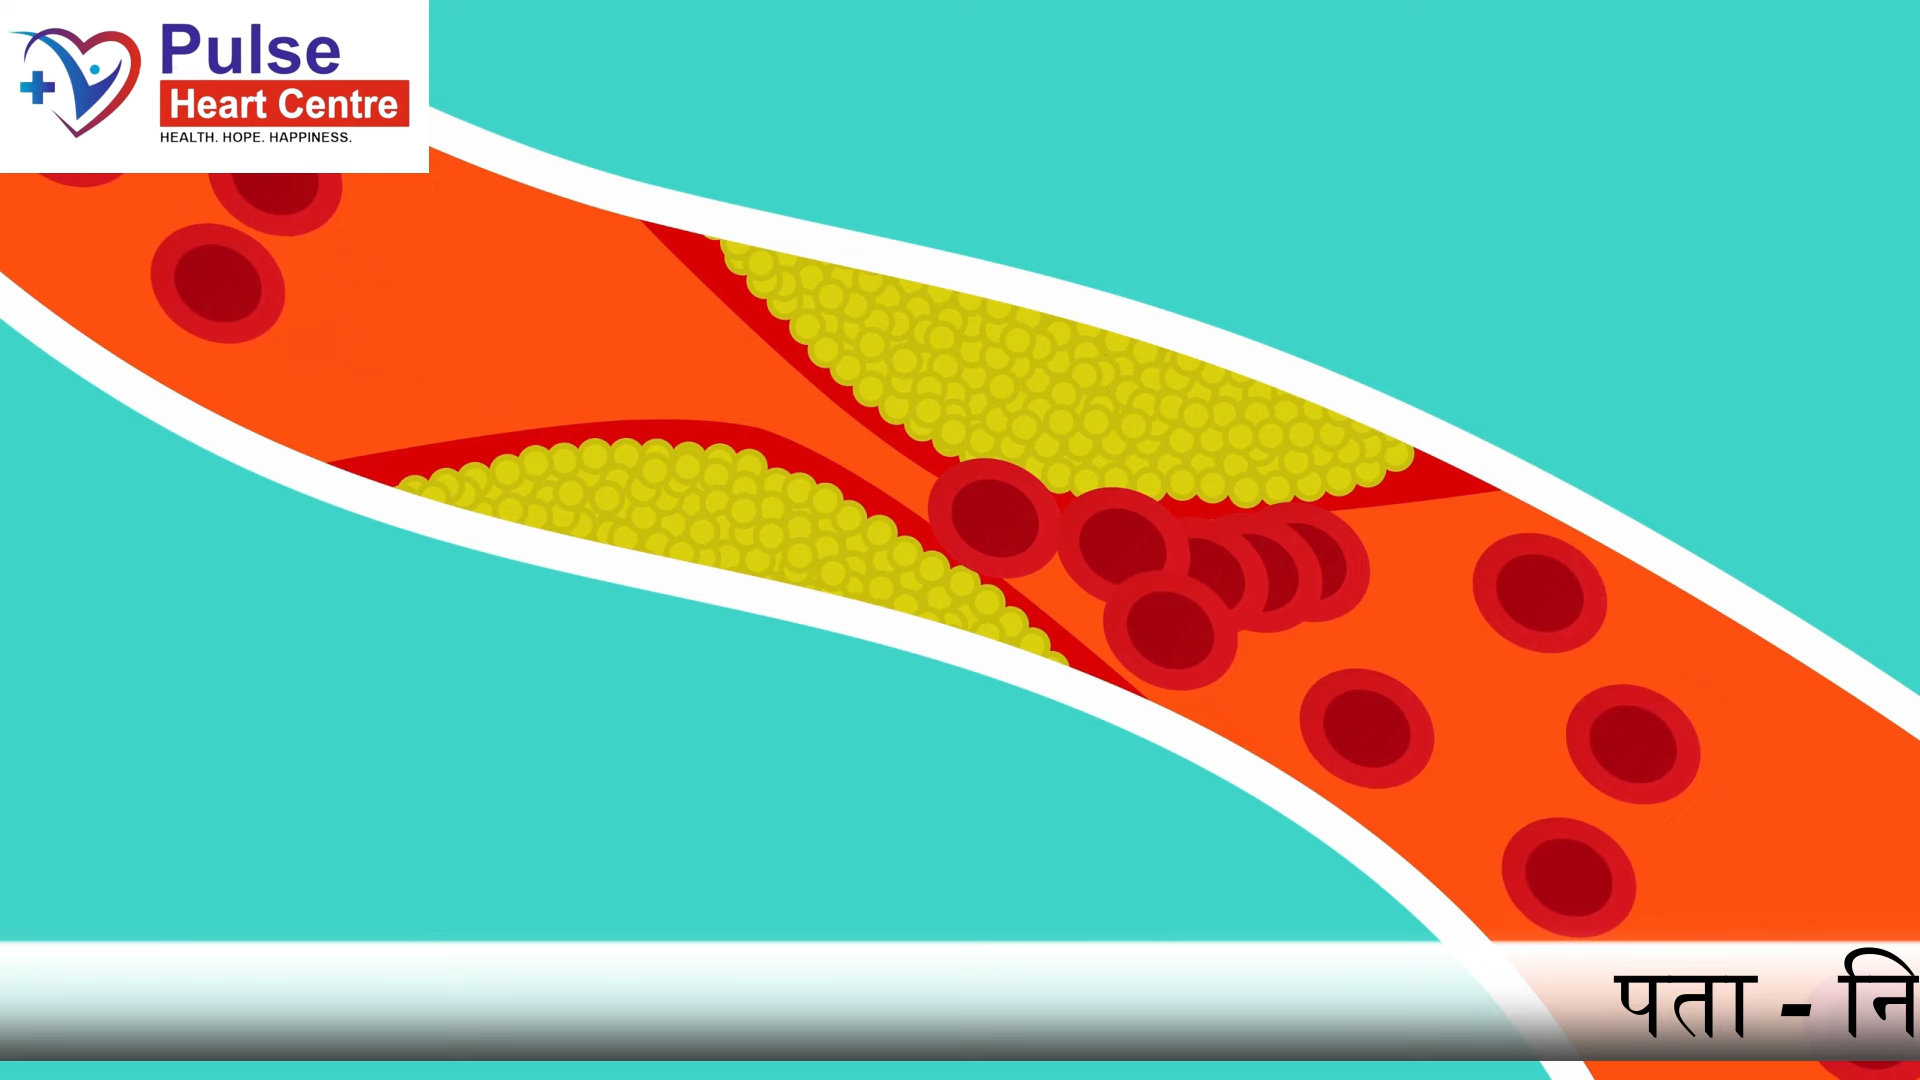 Pulse
Heart Centre
HEALTH. HOPE. HAPPINESS.
पता - नि